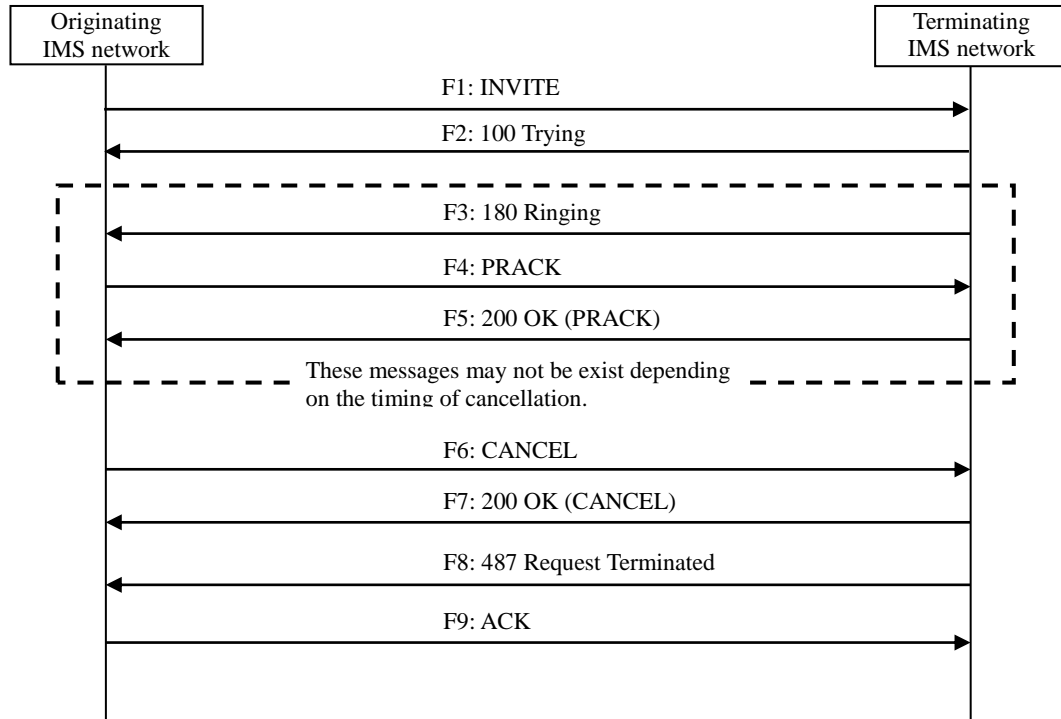 Originating
IMS network
Terminating
IMS network
F1: INVITE
F2: 100 Trying
F3: 180 Ringing
F4: PRACK
F5: 200 OK (PRACK)
These messages may not be exist depending
on the timing of cancellation.
F6: CANCEL
F7: 200 OK (CANCEL)
F8: 487 Request Terminated
F9: ACK